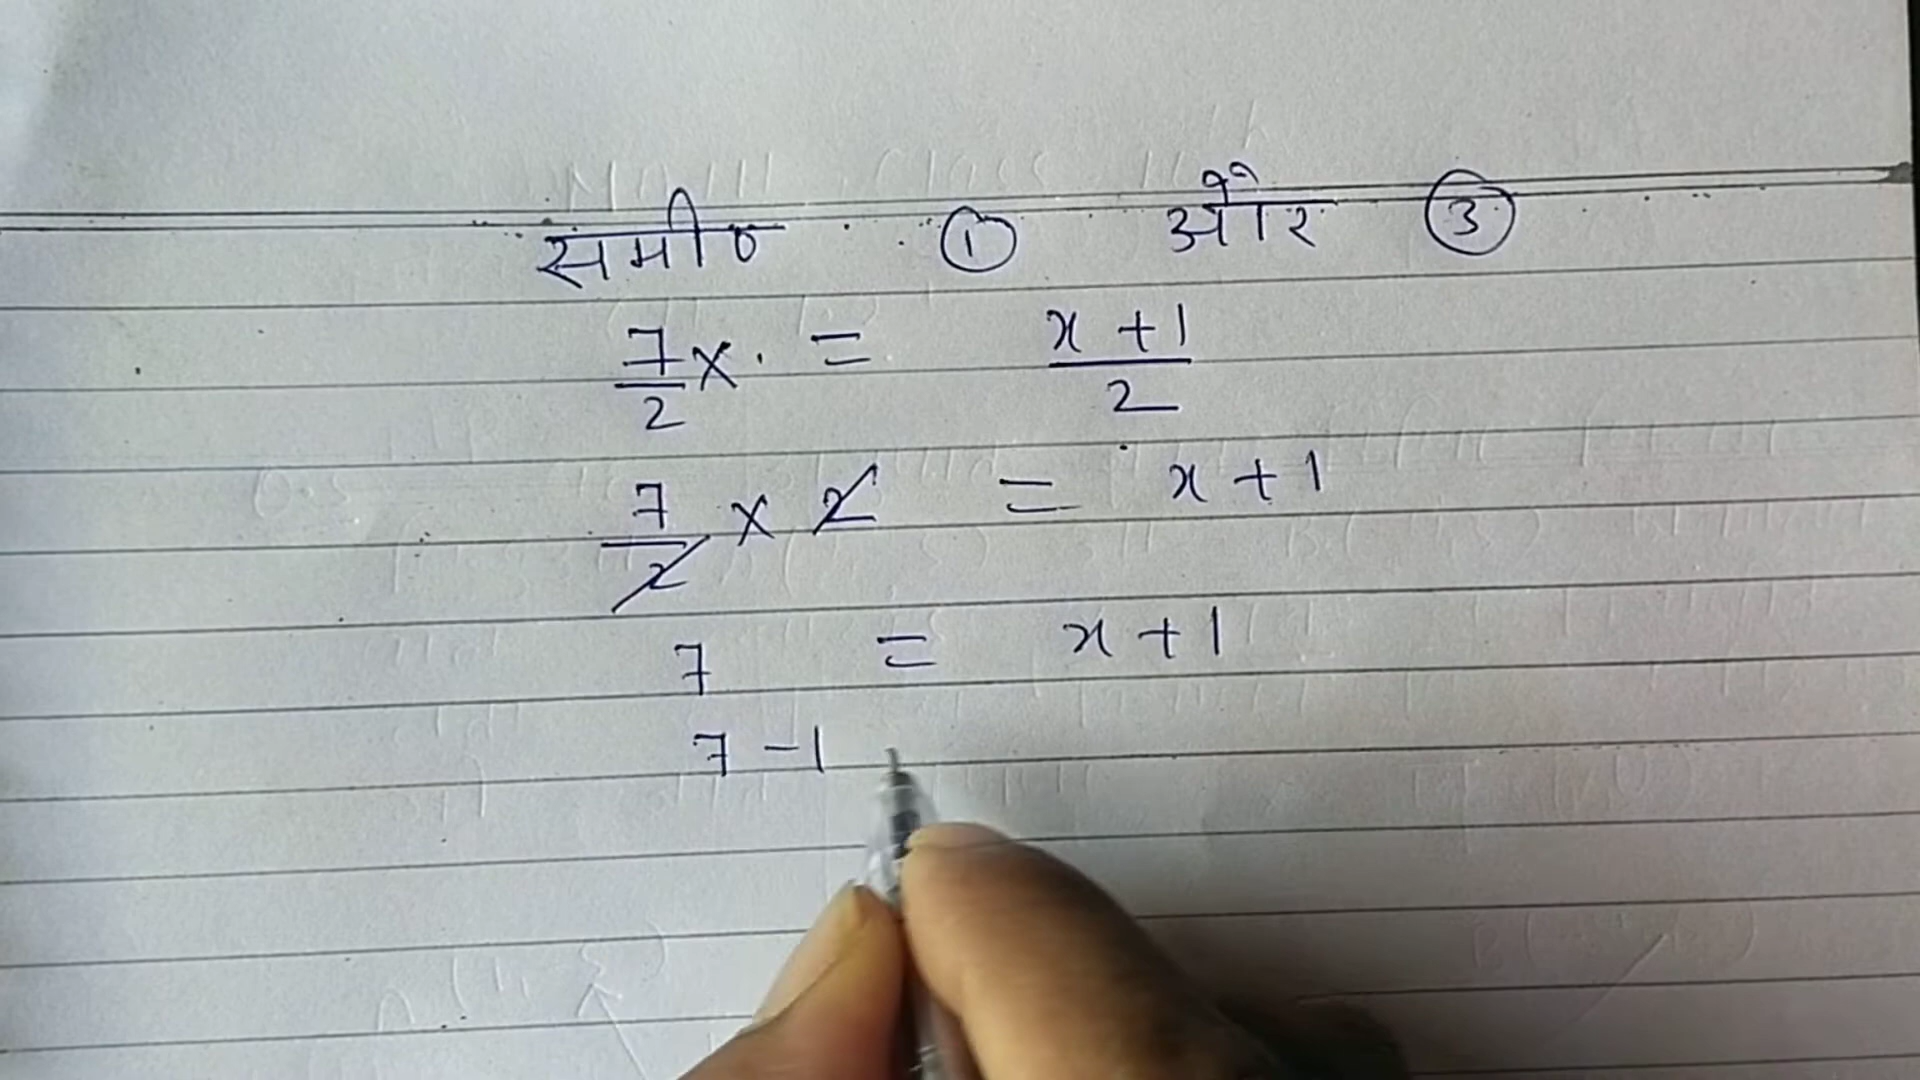 समी० ① और ③
7/2 x = x + 1/2
7/2 x 2 = x + 1
7 = x + 1
7 - 1